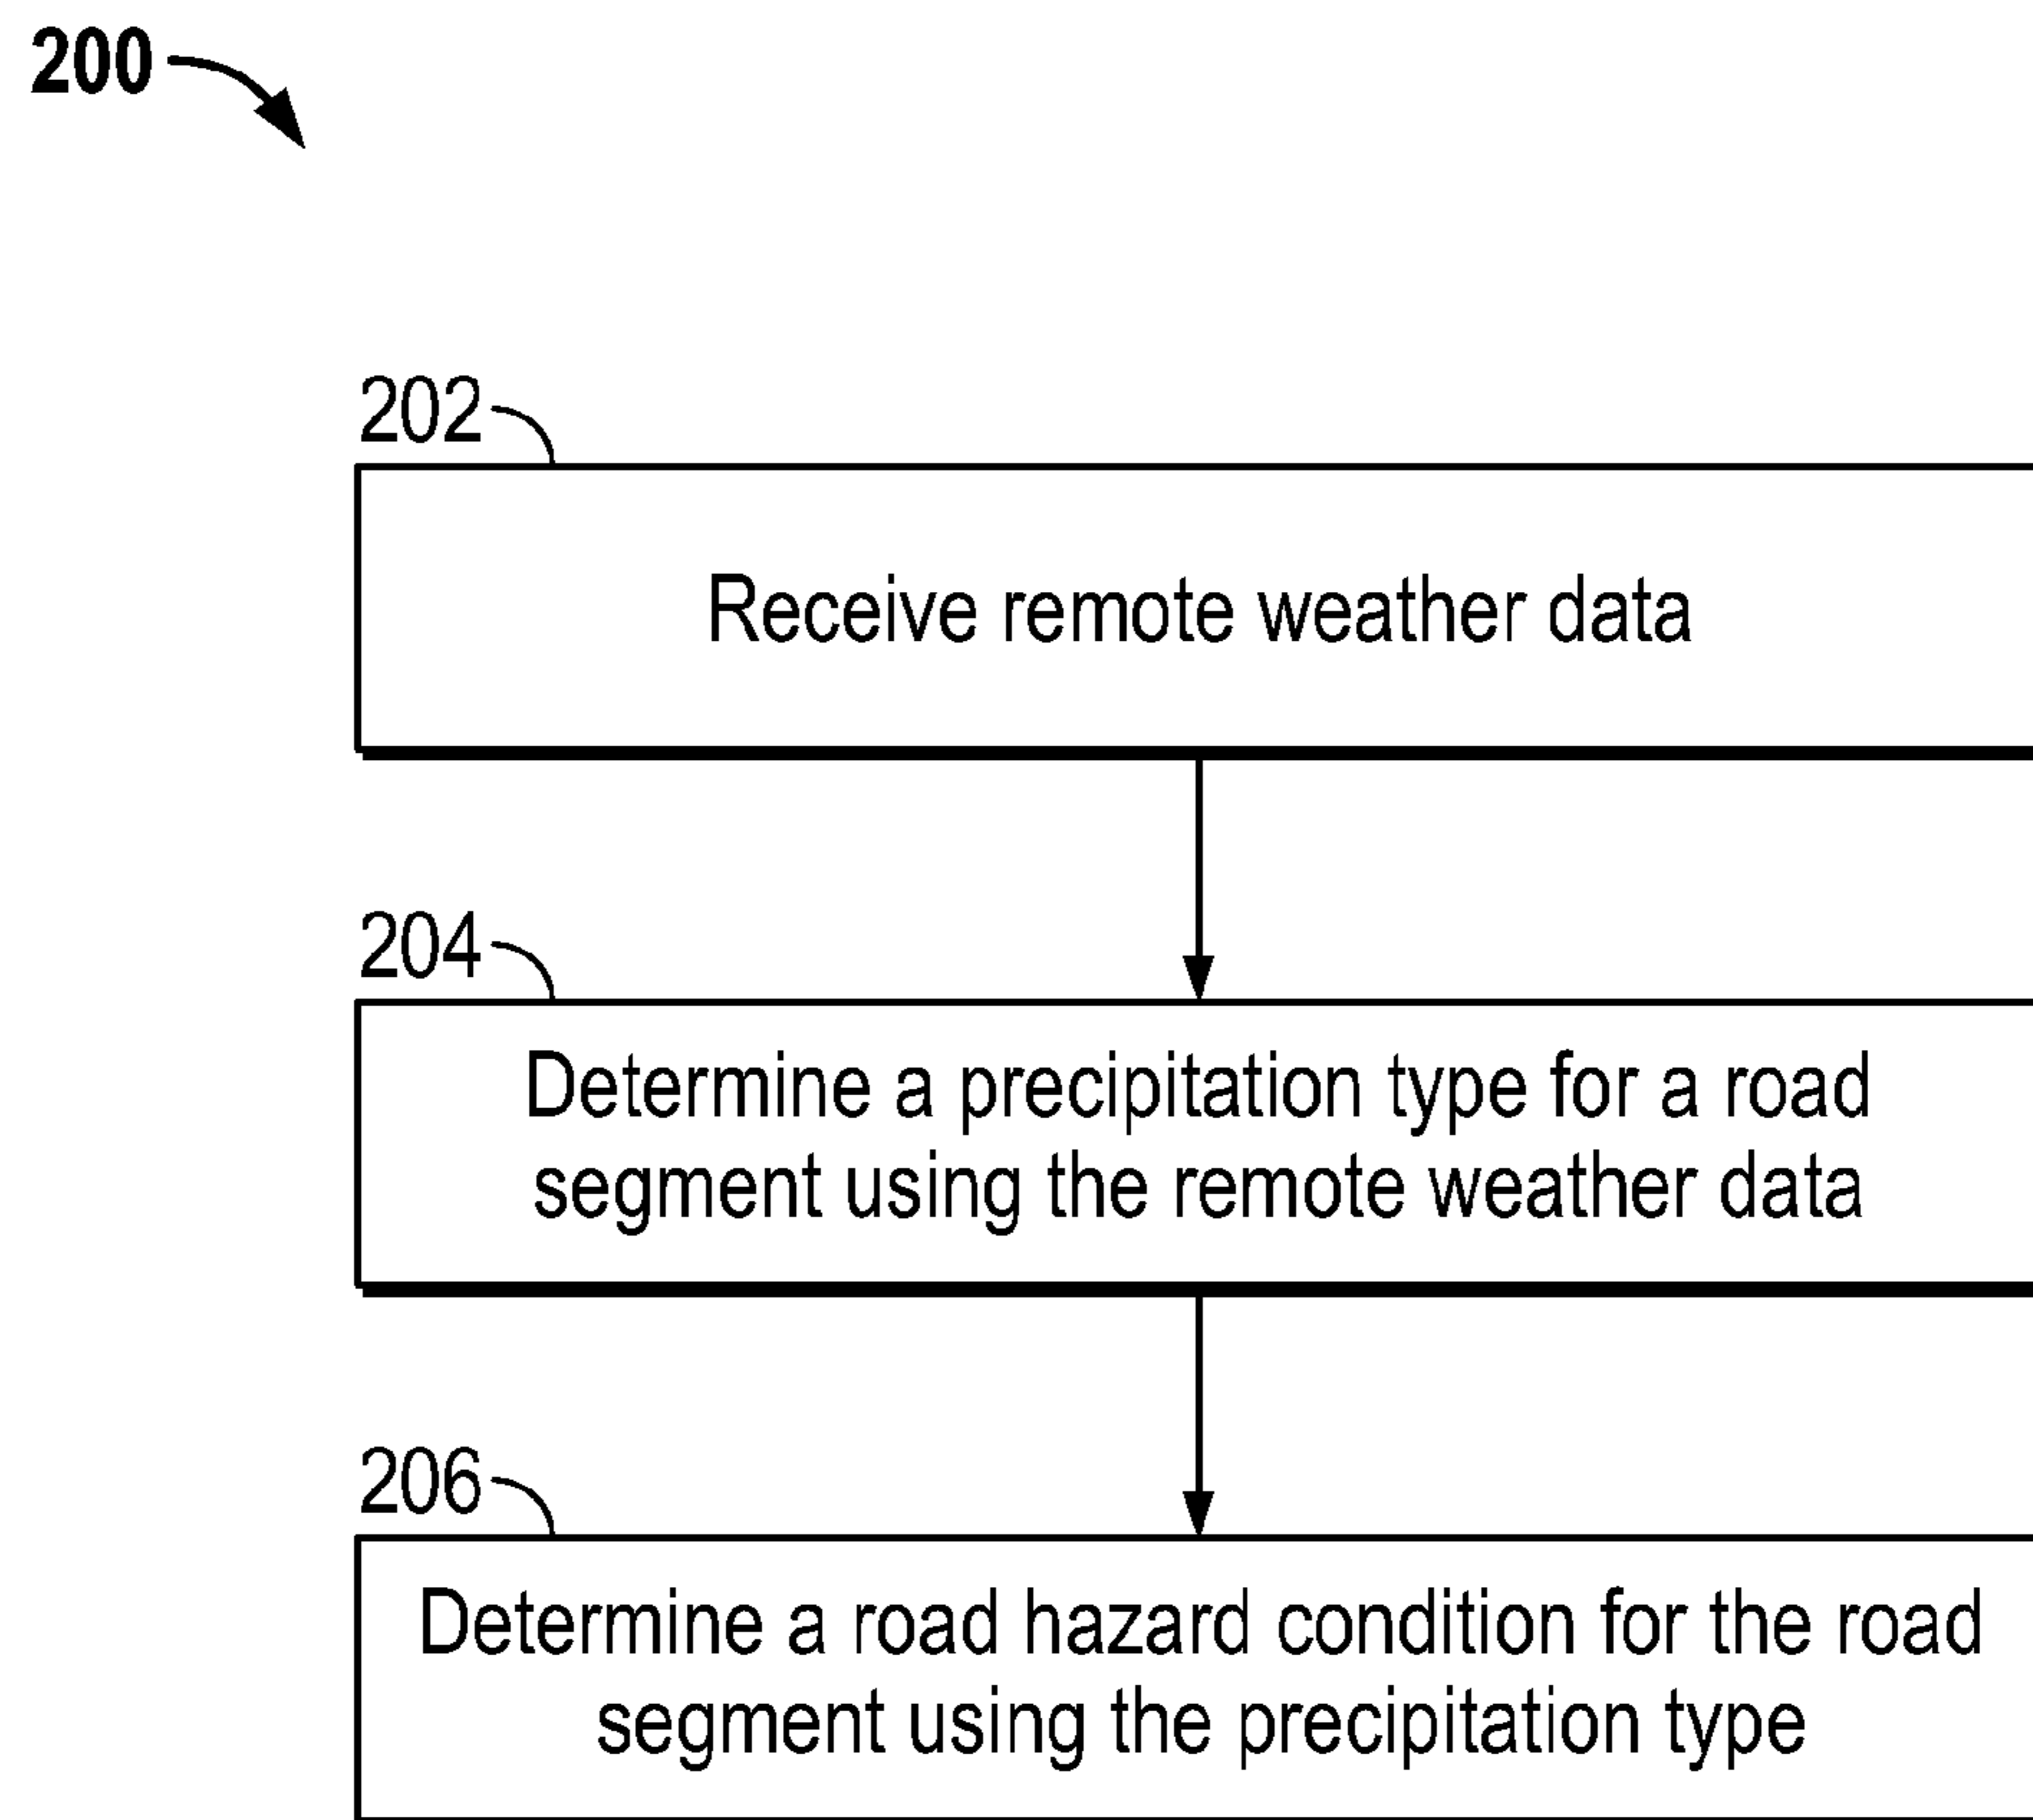 200
202
Receive remote weather data
204
Determine a precipitation type for a road
segment using the remote weather data
206
Determine a road hazard condition for the road
segment using the precipitation type